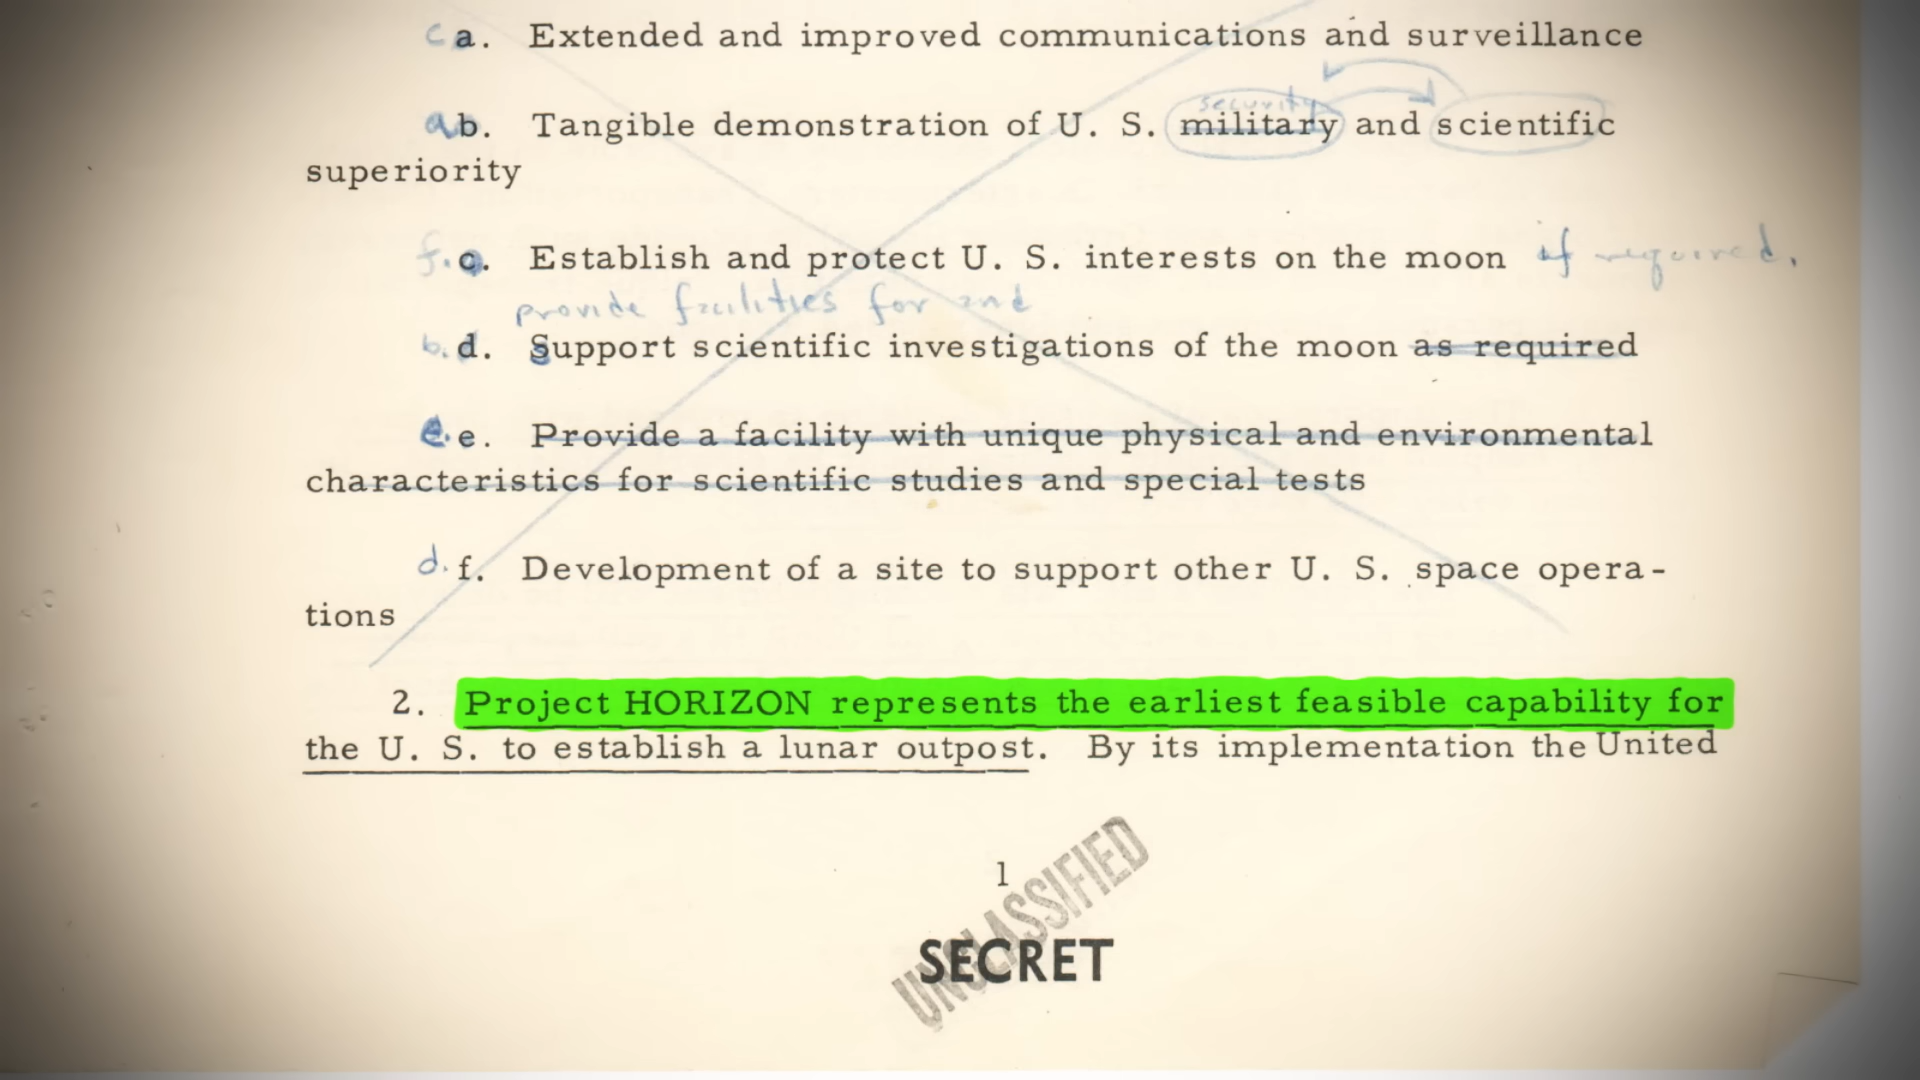 c a. Extended and improved communications and surveillance
security
a b. Tangible demonstration of U. S. military and scientific
superiority
f. c. Establish and protect U. S. interests on the moon if required.
provide facilities for and
b. d. Support scientific investigations of the moon as required
e. e. Provide a facility with unique physical and environmental
characteristics for scientific studies and special tests
d. f. Development of a site to support other U. S. space opera-
tions
2. Project HORIZON represents the earliest feasible capability for
the U. S. to establish a lunar outpost. By its implementation the United
1
UNCLASSIFIED
SECRET